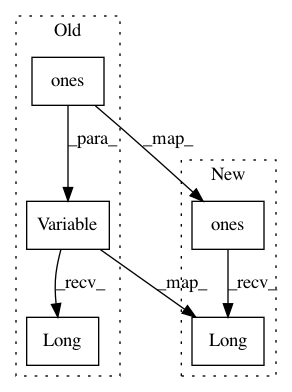 Old
ones
_para_
_map_
New
Variable
ones
_recv_
_map_
_recv_
Long
Long